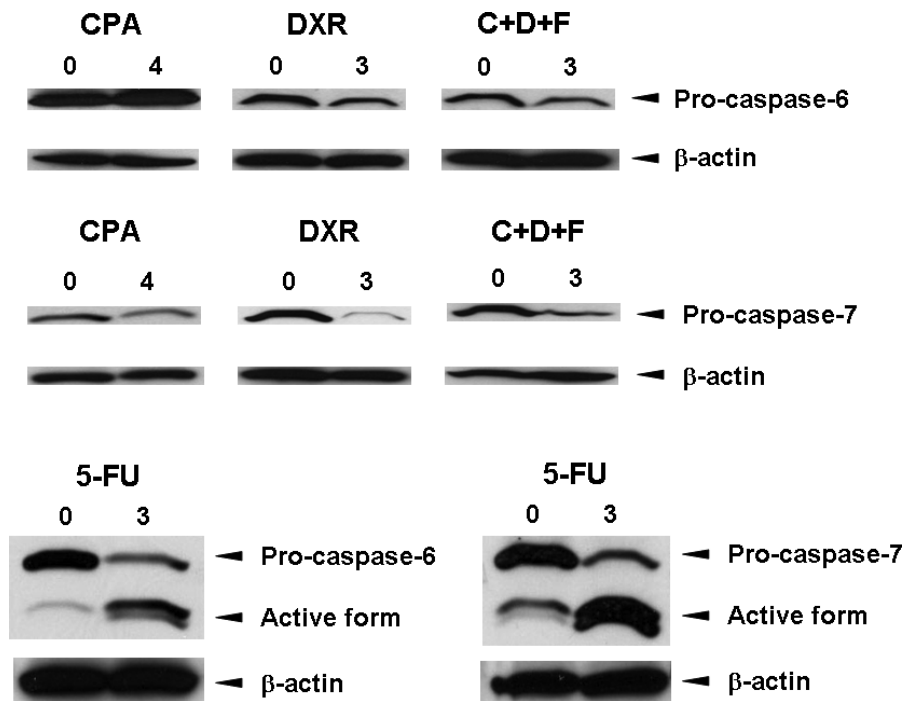 CPA DXR C+D+F
0 4 0 3 0 3
Pro-caspase-6
β-actin
CPA DXR C+D+F
0 4 0 3 0 3
Pro-caspase-7
β-actin
5-FU 5-FU
0 3 0 3
Pro-caspase-6 Pro-caspase-7
Active form Active form
β-actin β-actin